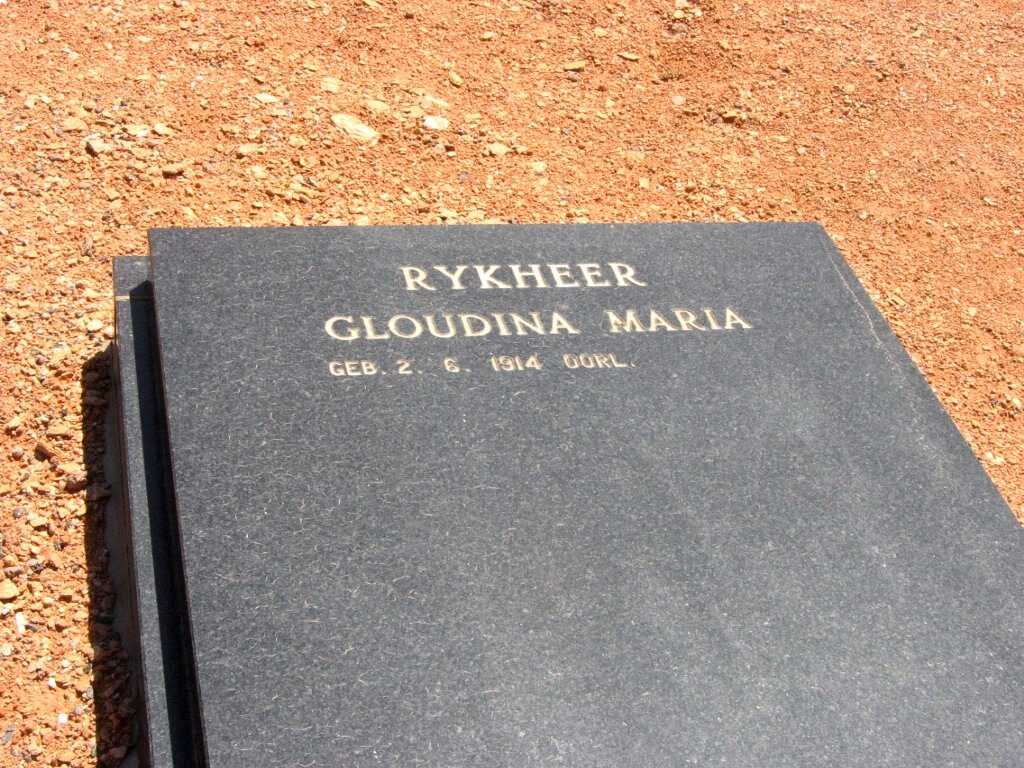 RYKHEER
GLOUDINA MARIA
GEB. 2. 6. 1914 OORL.